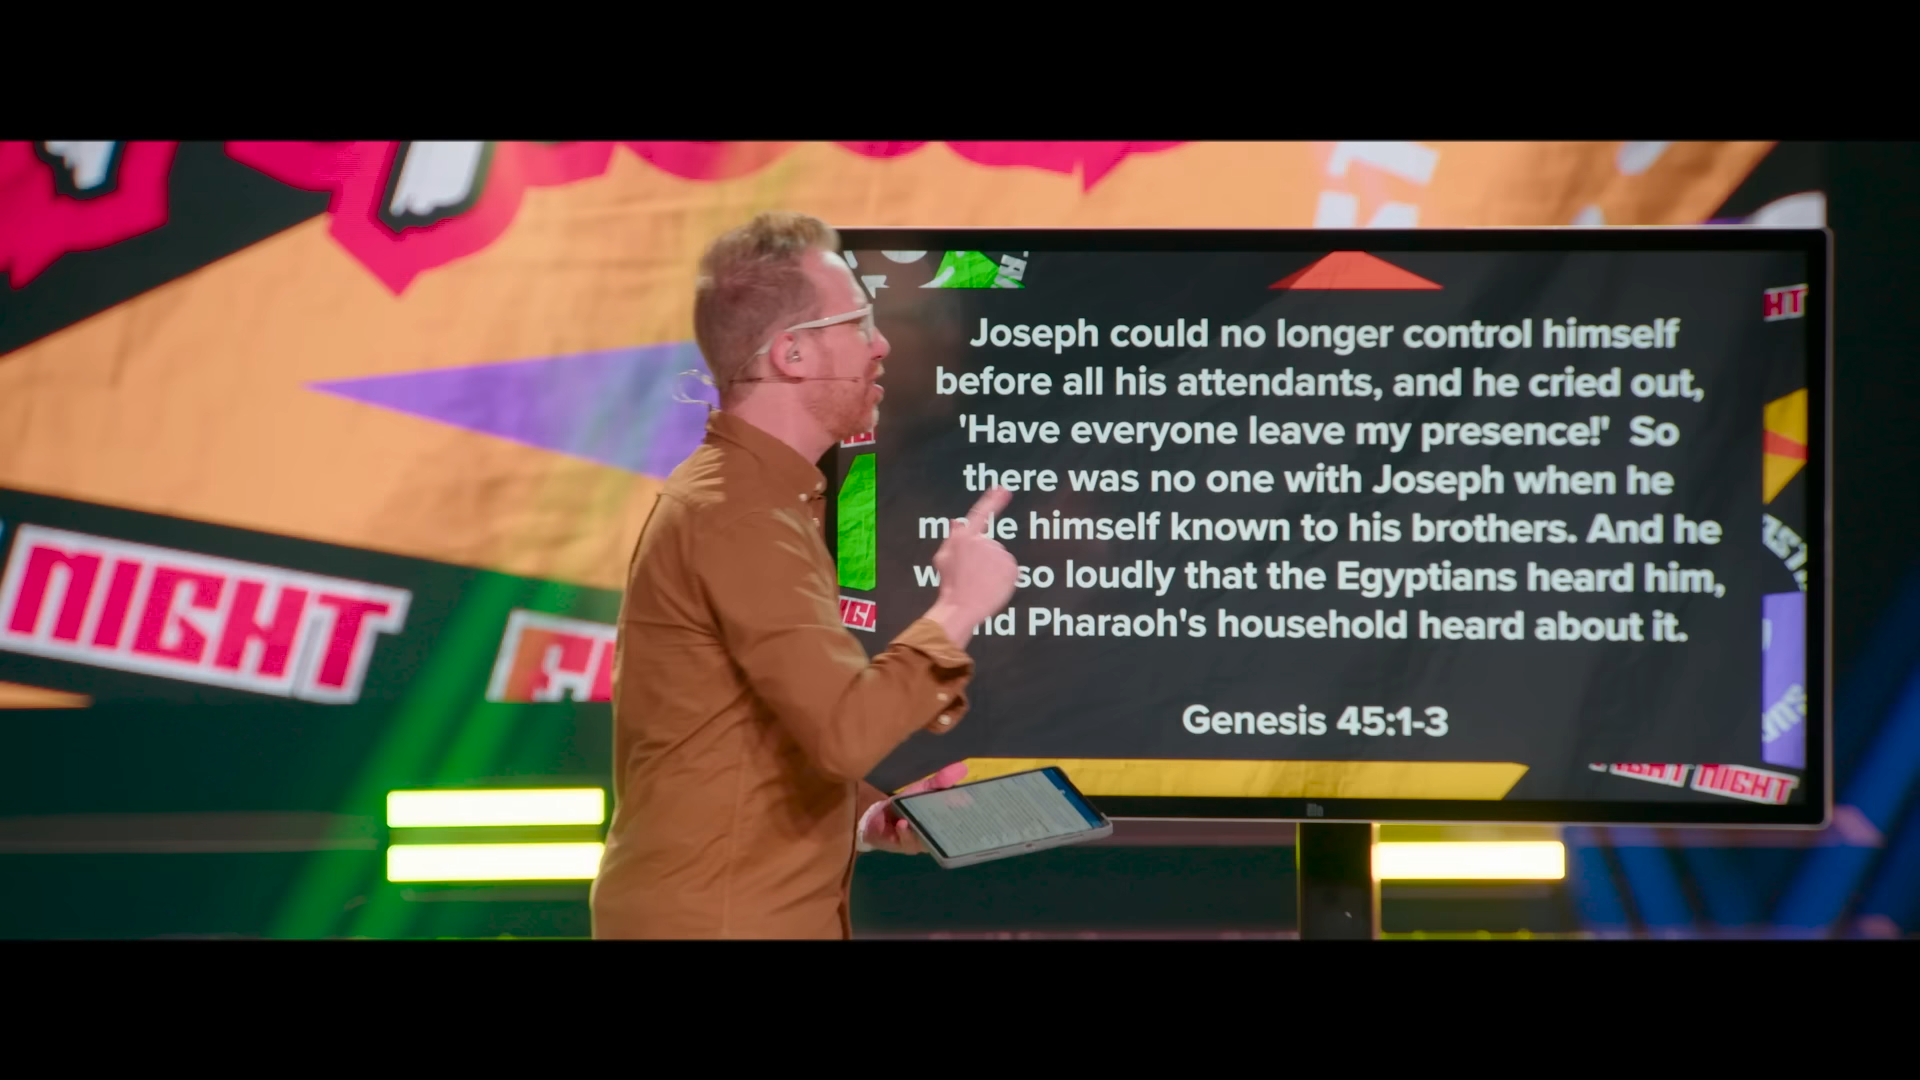 Joseph could no longer control himself
before all his attendants, and he cried out,
'Have everyone leave my presence!' So
there was no one with Joseph when he
himself known to his brothers. And he
so loudly that the Egyptians heard him,
Pharaoh's household heard about it.
Genesis 45:1-3
NIGHT
NIGHT